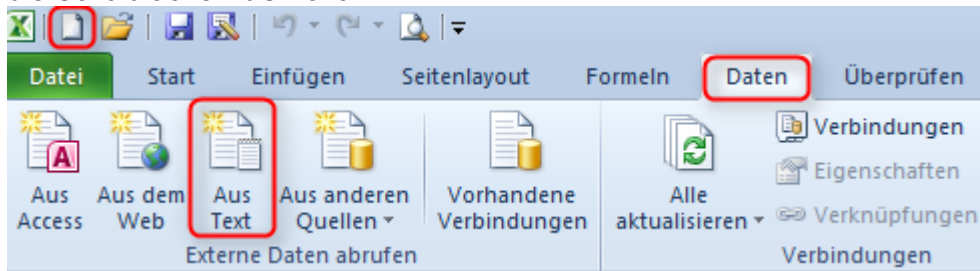 Datei Start Einfügen Seitenlayout Formeln Daten Überprüfen
Aus Access
Aus dem Web
Aus Text
Aus anderen Quellen
Vorhandene Verbindungen
Alle aktualisieren
Verbindungen
Eigenschaften
Verknüpfungen
Externe Daten abrufen
Verbindungen